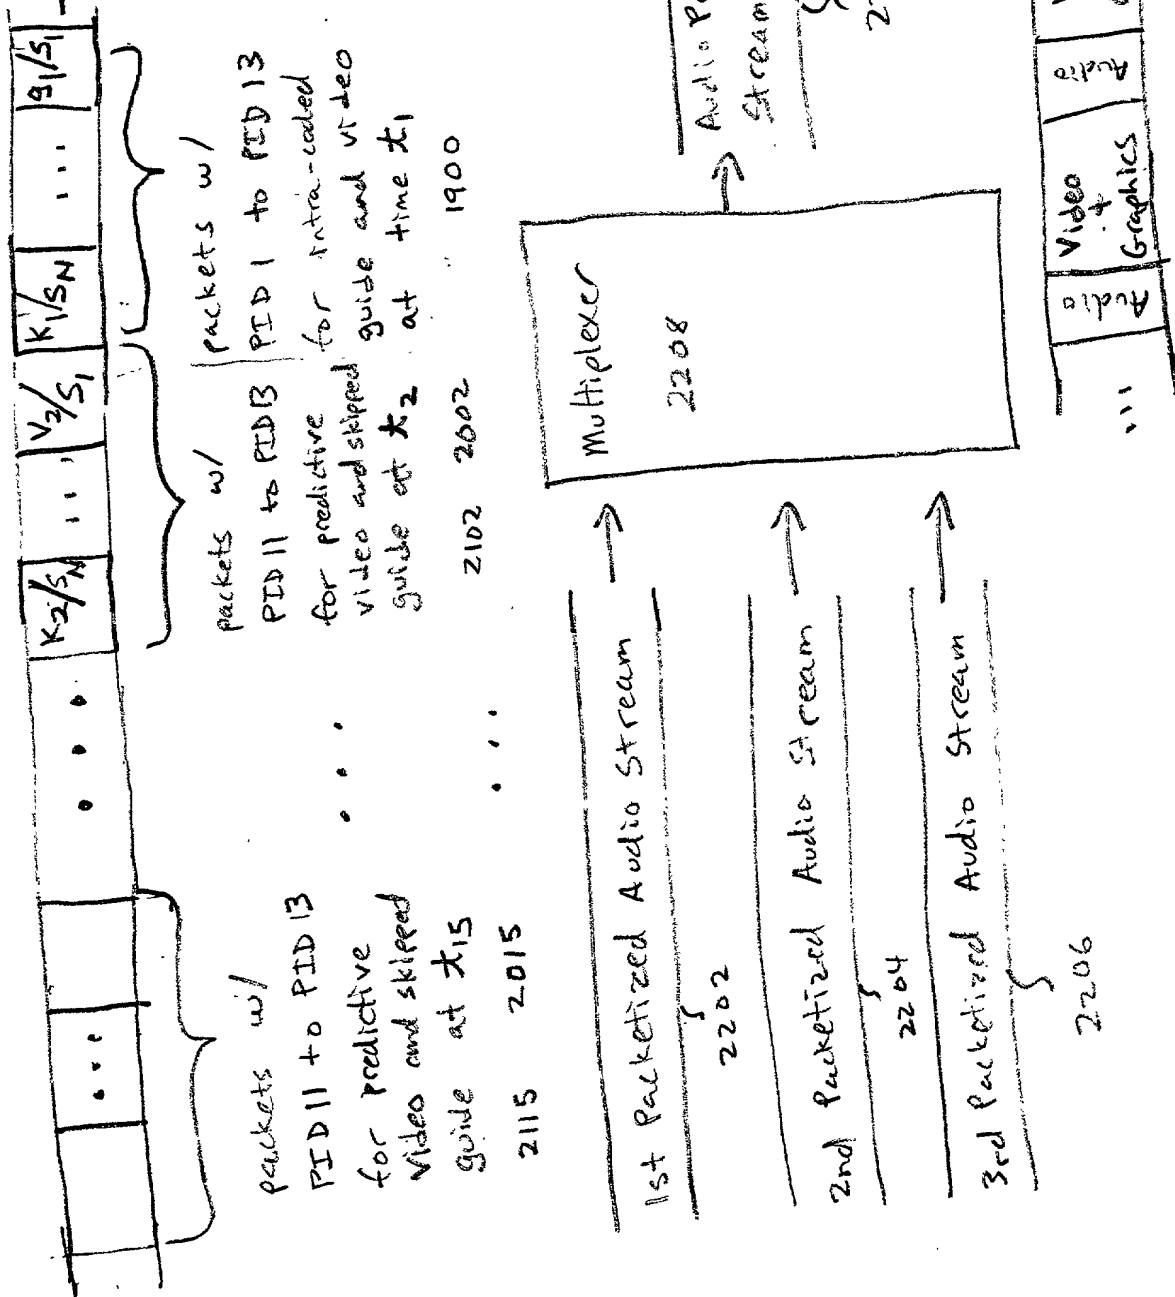 K2/SN ... V2/S1 K1/SN ... g1/S1
packets w/
PID 11 to PID 13
for predictive
video and skipped
guide at t15
2115 2015
...
...
packets w/
PID 11 to PID 13
for predictive
video and skipped
guide at t2
2102 2002
packets w/
PID 1 to PID 13
for intra-coded
guide and video
at time t1
1900
1st Packetized Audio Stream
2202
2nd Packetized Audio Stream
2204
3rd Packetized Audio Stream
2206
Multiplexer
2208
Audio
Stream
... Audio
Video
+
Graphics
Audio